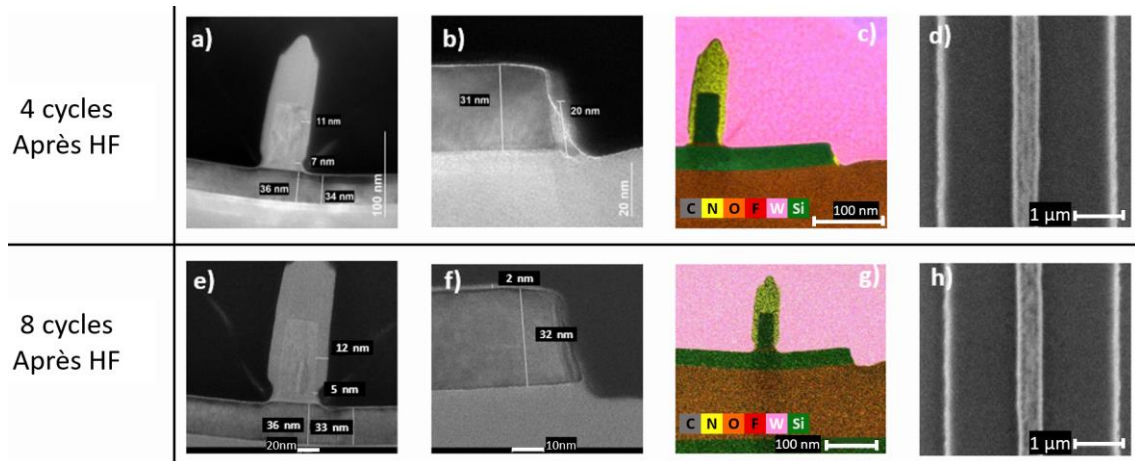 4 cycles
Après HF
a)
11 nm
7 nm
36 nm
34 nm
100 nm
b)
31 nm
20 nm
20 nm
c)
C N O F W Si
100 nm
d)
1 µm
8 cycles
Après HF
e)
12 nm
5 nm
36 nm
33 nm
20nm
f)
2 nm
32 nm
10nm
g)
C N O F W Si
100 nm
h)
1 µm